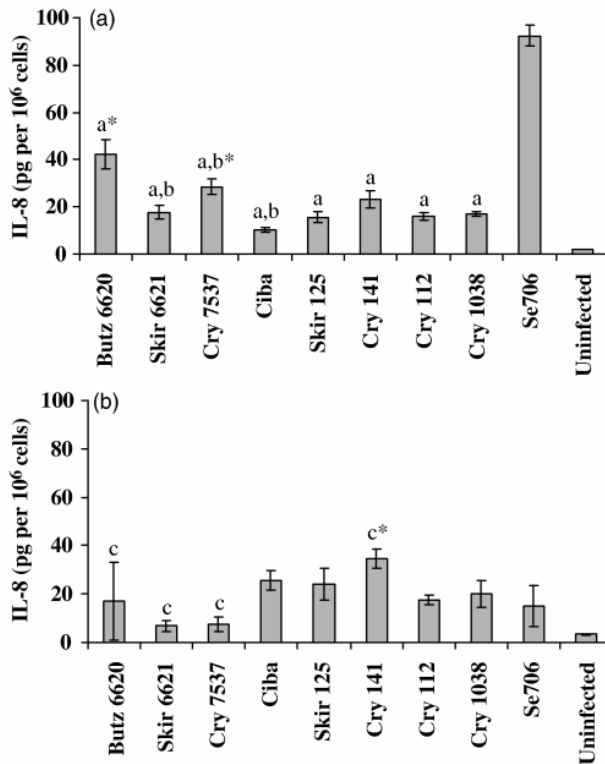 (a)
IL-8 (pg per 10⁶ cells)
100
80
60
40
20
0
a*
a,b
a,b*
a,b
a
a
a
a
Butz 6620
Skir 6621
Cry 7537
Ciba
Skir 125
Cry 141
Cry 112
Cry 1038
Se706
Uninfected
(b)
IL-8 (pg per 10⁶ cells)
100
80
60
40
20
0
c
c
c
c*
Butz 6620
Skir 6621
Cry 7537
Ciba
Skir 125
Cry 141
Cry 112
Cry 1038
Se706
Uninfected